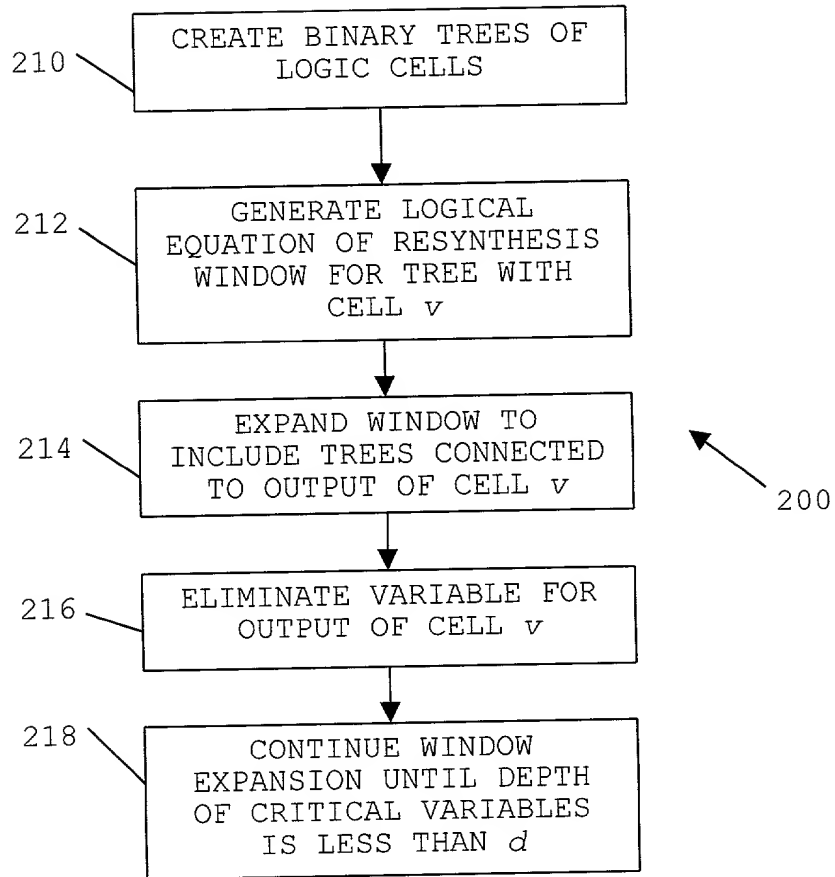 210
CREATE BINARY TREES OF
LOGIC CELLS
212
GENERATE LOGICAL
EQUATION OF RESYNTHESIS
WINDOW FOR TREE WITH
CELL v
214
EXPAND WINDOW TO
INCLUDE TREES CONNECTED
TO OUTPUT OF CELL v
200
216
ELIMINATE VARIABLE FOR
OUTPUT OF CELL v
218
CONTINUE WINDOW
EXPANSION UNTIL DEPTH
OF CRITICAL VARIABLES
IS LESS THAN d